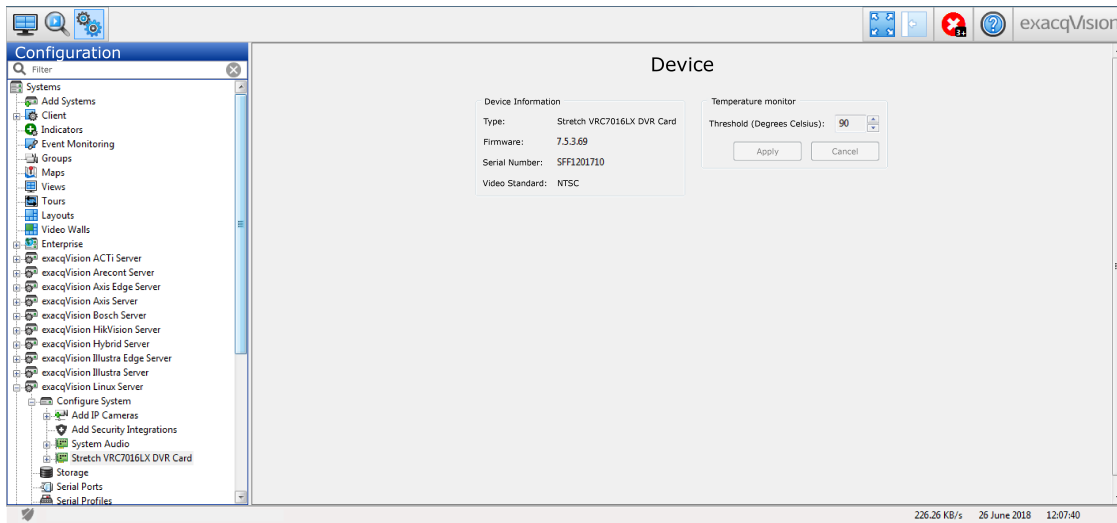 3+
exacqVision
Configuration
Filter
Systems
Add Systems
Client
Indicators
Event Monitoring
Groups
Maps
Views
Tours
Layouts
Video Walls
Enterprise
exacqVision ACTi Server
exacqVision Arecont Server
exacqVision Axis Edge Server
exacqVision Axis Server
exacqVision Bosch Server
exacqVision HikVision Server
exacqVision Hybrid Server
exacqVision Illustra Edge Server
exacqVision Illustra Server
exacqVision Linux Server
Configure System
Add IP Cameras
Add Security Integrations
System Audio
Stretch VRC7016LX DVR Card
Storage
Serial Ports
Serial Profiles
Device
Device Information
Type: Stretch VRC7016LX DVR Card
Firmware: 7.5.3.69
Serial Number: SFF1201710
Video Standard: NTSC
Temperature monitor
Threshold (Degrees Celsius): 90
Apply Cancel
226.26 KB/s 26 June 2018 12:07:40